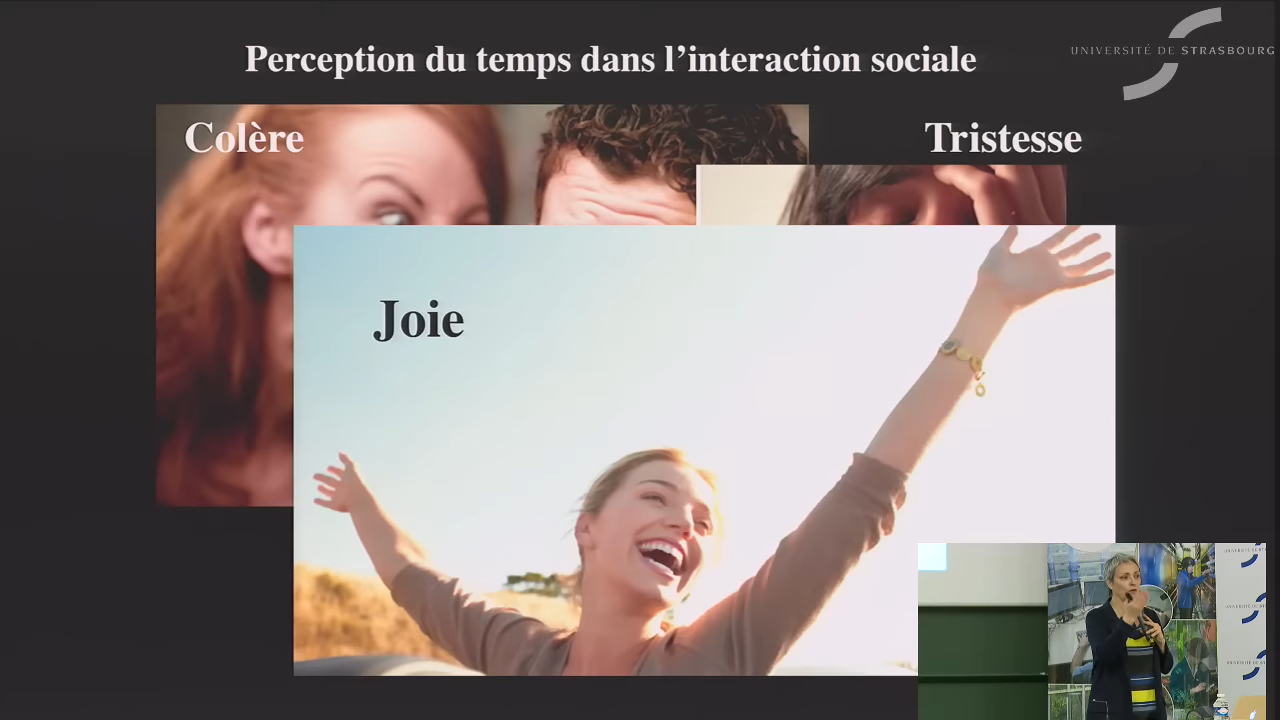 Perception du temps dans l’interaction sociale
UNIVERSITÉ DE STRASBOURG
Colère
Tristesse
Joie